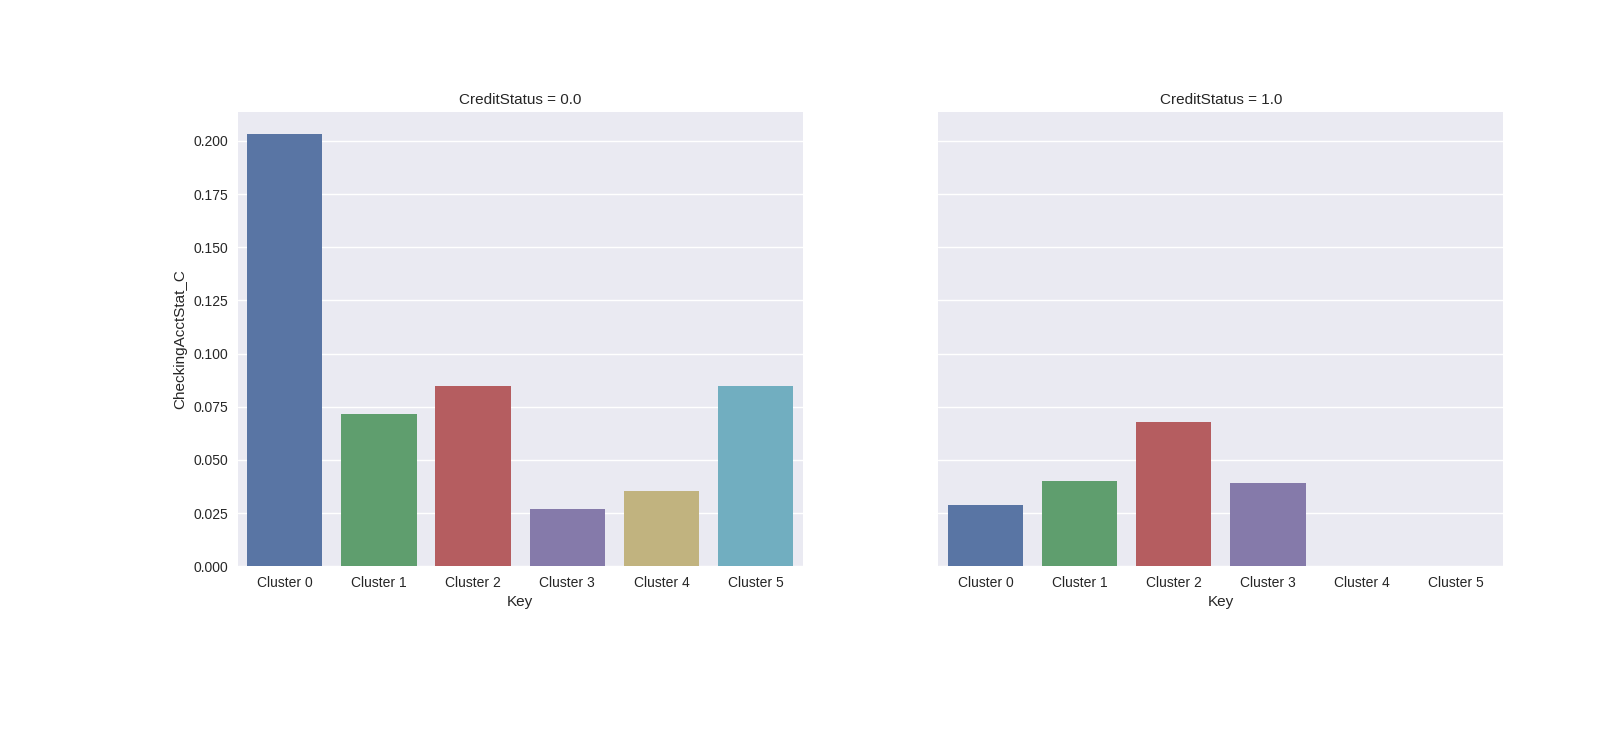 CreditStatus = 0.0
CheckingAcctStat_C
0.200
0.175
0.150
0.125
0.100
0.075
0.050
0.025
0.000
Cluster 0 Cluster 1 Cluster 2 Cluster 3 Cluster 4 Cluster 5
Key
CreditStatus = 1.0
Cluster 0 Cluster 1 Cluster 2 Cluster 3 Cluster 4 Cluster 5
Key